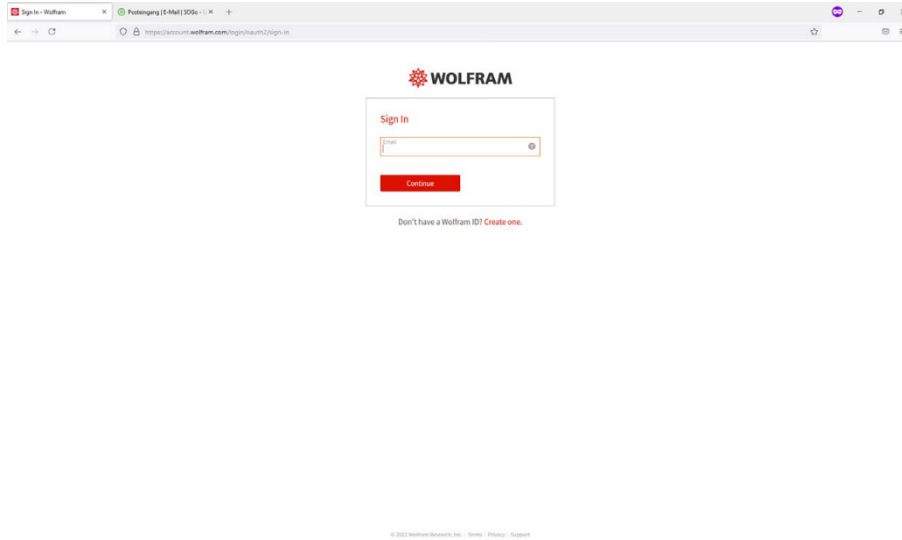 Sign In - Wolfram
Posteingang | E-Mail | SOGo -
https://account.wolfram.com/login/oauth2/sign-in
WOLFRAM
Sign In
Email
Continue
Don't have a Wolfram ID? Create one.
© 2022 Wolfram Research, Inc. | Terms | Privacy | Support